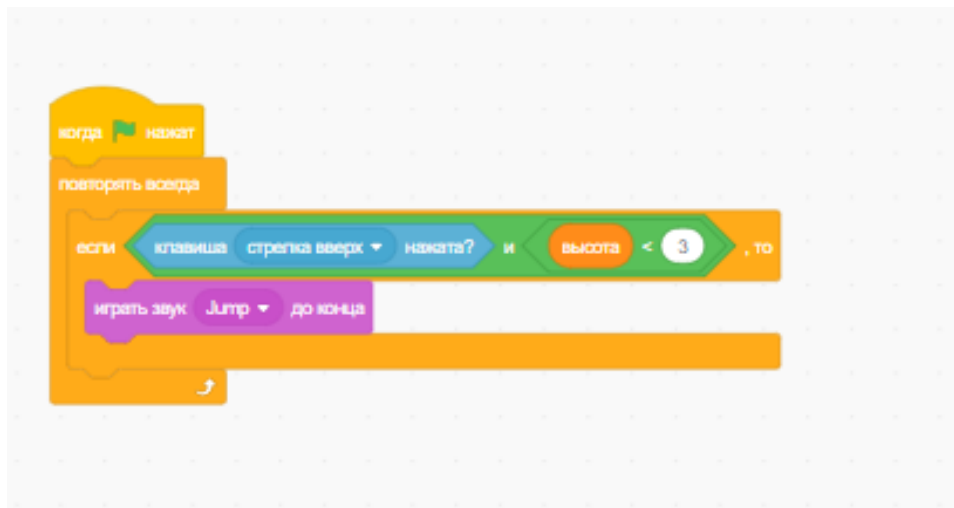 когда нажат
повторять всегда
если клавиша стрелка вверх нажата? и высота < 3 , то
играть звук Jump до конца